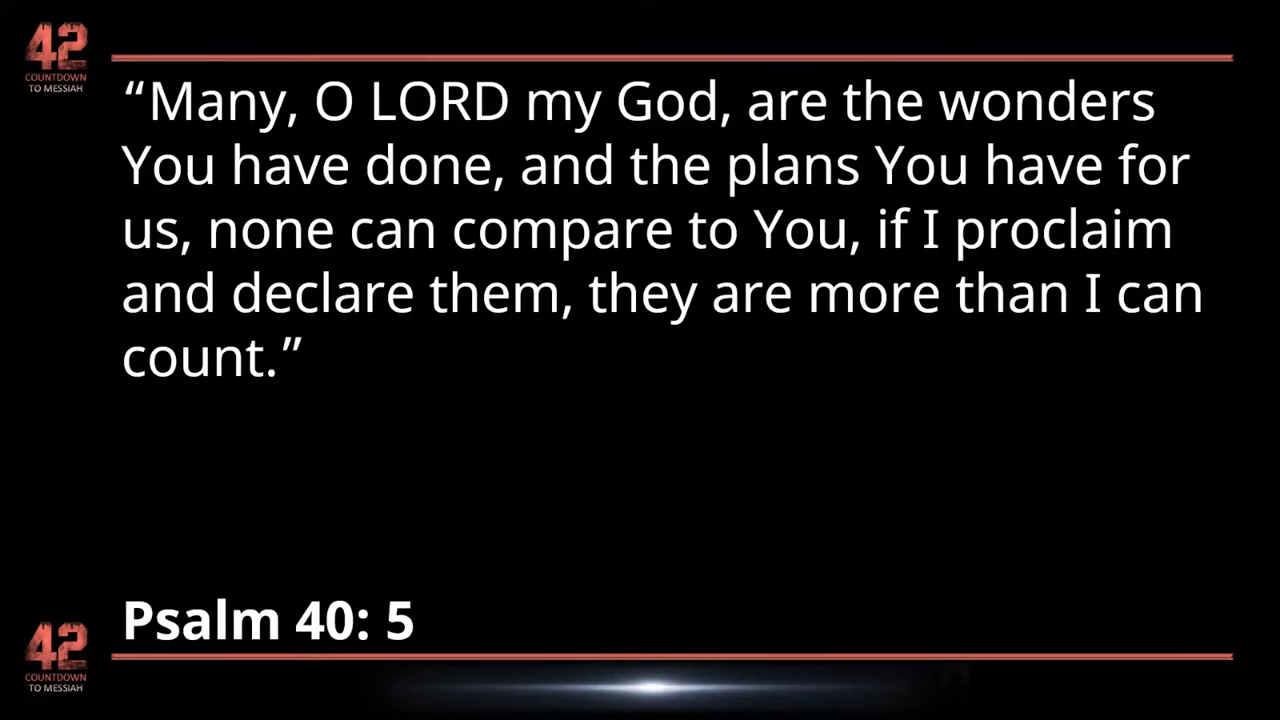 42
COUNTDOWN
TO MESSIAH
“Many, O LORD my God, are the wonders
You have done, and the plans You have for
us, none can compare to You, if I proclaim
and declare them, they are more than I can
count.”
Psalm 40: 5
42
COUNTDOWN
TO MESSIAH